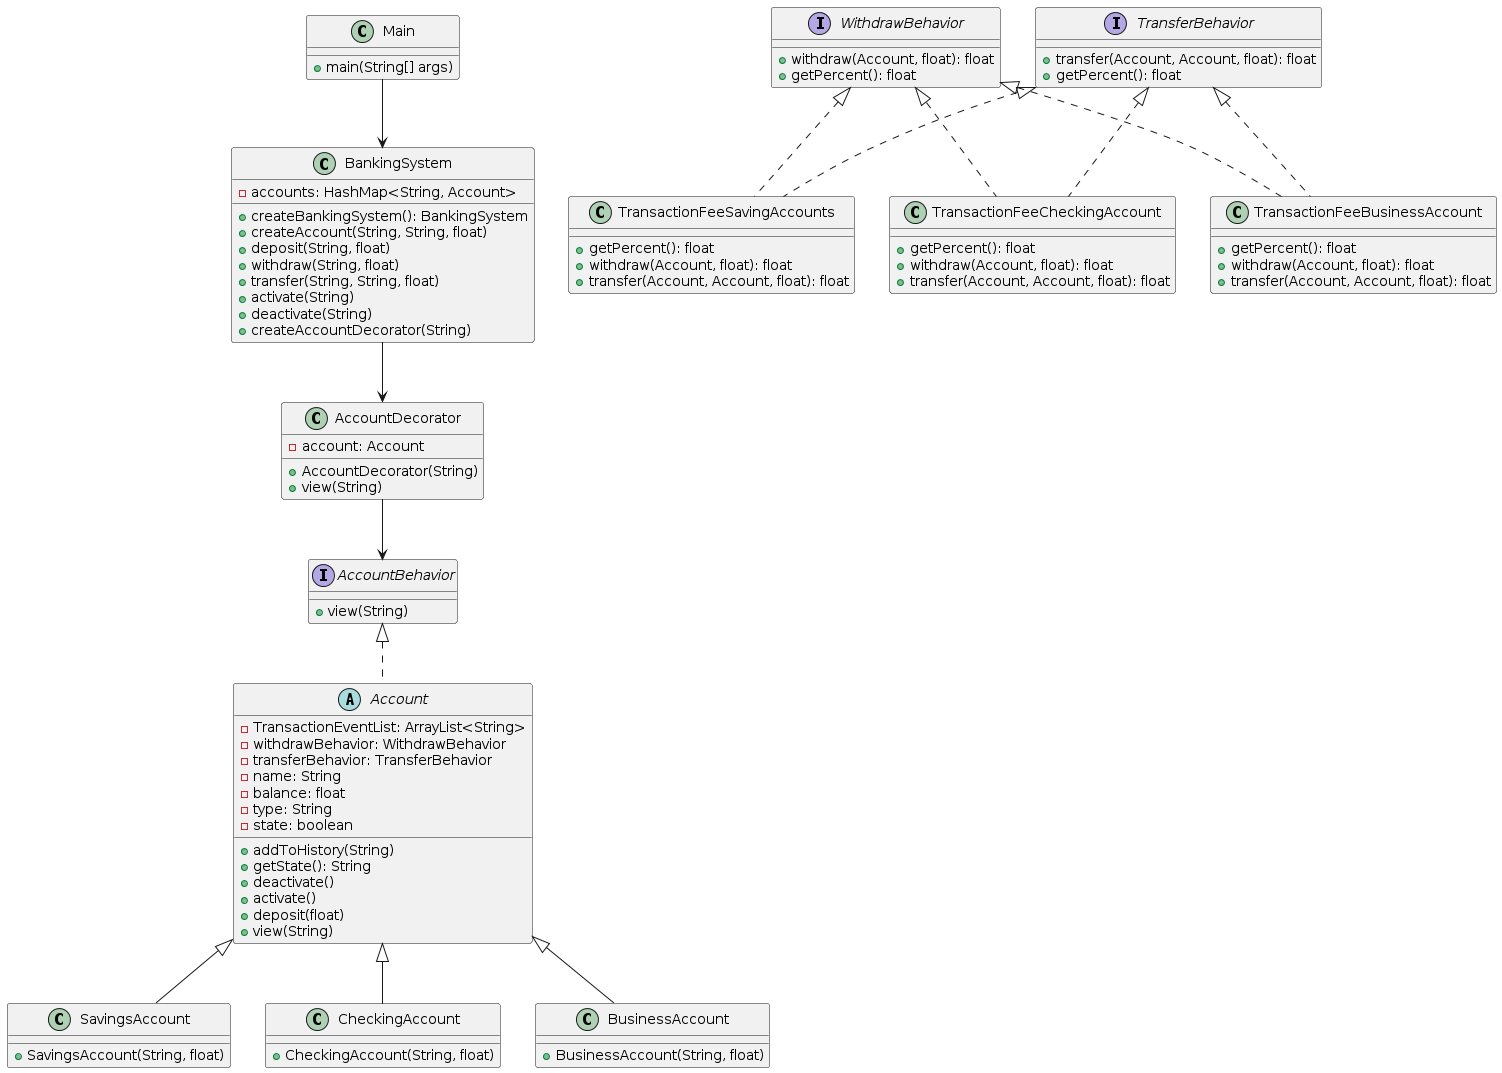 C Main
main(String[] args)
I WithdrawBehavior
withdraw(Account, float): float
getPercent(): float
I TransferBehavior
transfer(Account, Account, float): float
getPercent(): float
C BankingSystem
accounts: HashMap<String, Account>
createBankingSystem(): BankingSystem
createAccount(String, String, float)
deposit(String, float)
withdraw(String, float)
transfer(String, String, float)
activate(String)
deactivate(String)
createAccountDecorator(String)
C TransactionFeeSavingAccounts
getPercent(): float
withdraw(Account, float): float
transfer(Account, Account, float): float
C TransactionFeeCheckingAccount
getPercent(): float
withdraw(Account, float): float
transfer(Account, Account, float): float
C TransactionFeeBusinessAccount
getPercent(): float
withdraw(Account, float): float
transfer(Account, Account, float): float
C AccountDecorator
account: Account
AccountDecorator(String)
view(String)
I AccountBehavior
view(String)
A Account
TransactionEventList: ArrayList<String>
withdrawBehavior: WithdrawBehavior
transferBehavior: TransferBehavior
name: String
balance: float
type: String
state: boolean
addToHistory(String)
getState(): String
deactivate()
activate()
deposit(float)
view(String)
C SavingsAccount
SavingsAccount(String, float)
C CheckingAccount
CheckingAccount(String, float)
C BusinessAccount
BusinessAccount(String, float)